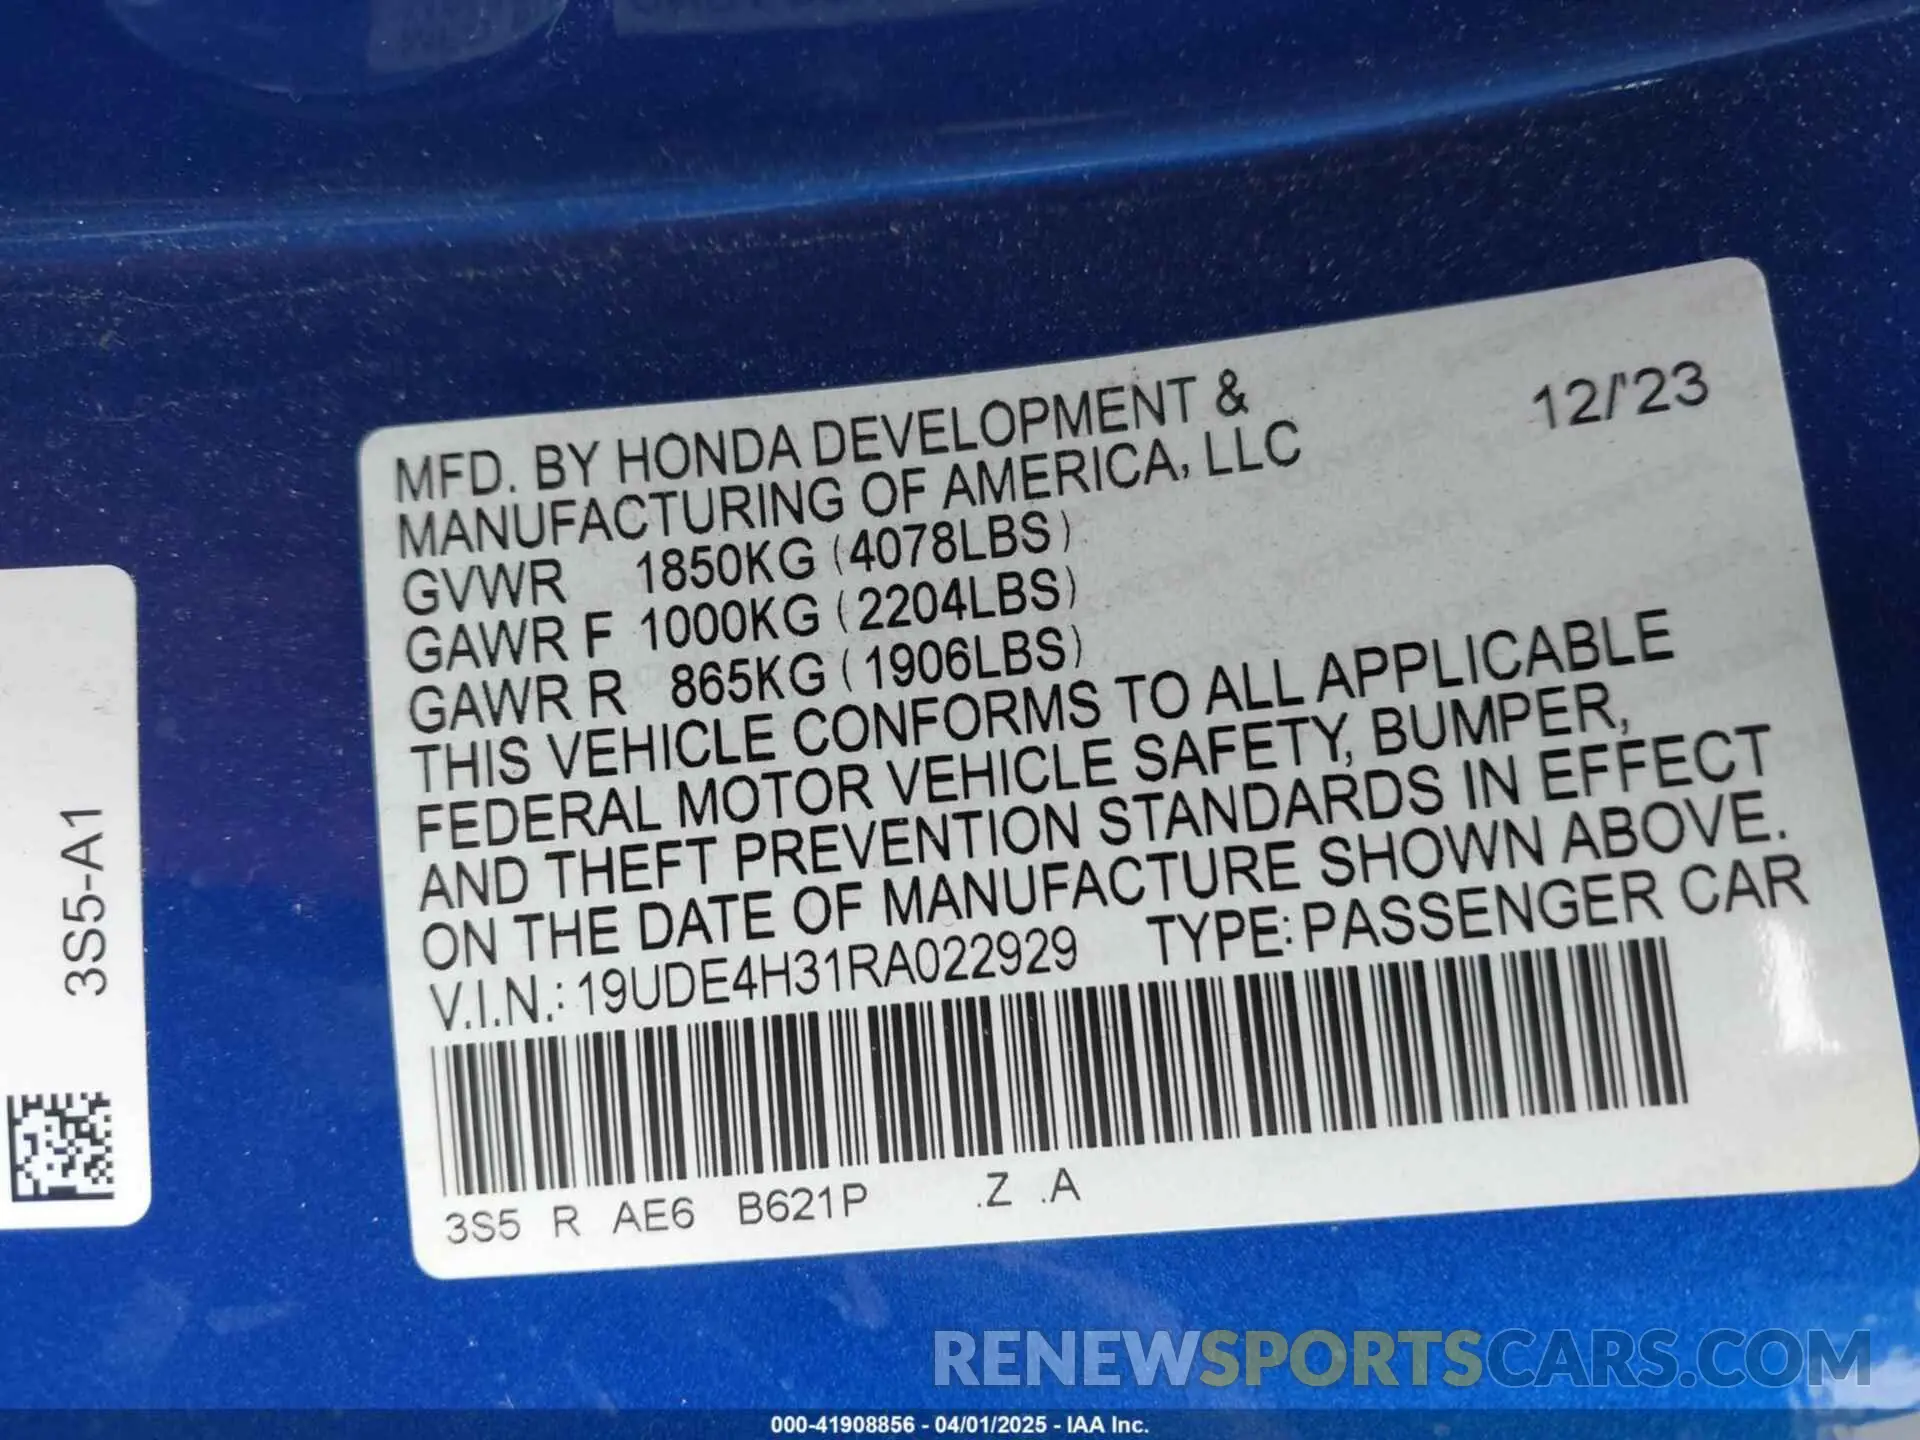 MFD. BY HONDA DEVELOPMENT &
MANUFACTURING OF AMERICA, LLC
12/'23
GVWR 1850KG (4078LBS)
GAWR F 1000KG (2204LBS)
GAWR R 865KG (1906LBS)
THIS VEHICLE CONFORMS TO ALL APPLICABLE
FEDERAL MOTOR VEHICLE SAFETY, BUMPER,
AND THEFT PREVENTION STANDARDS IN EFFECT
ON THE DATE OF MANUFACTURE SHOWN ABOVE.
V.I.N.: 19UDE4H31RA022929 TYPE: PASSENGER CAR
3S5 R AE6 B621P .Z .A
3S5-A1
RENEWSPORTSCARS.COM
000-41908856 - 04/01/2025 - IAA Inc.